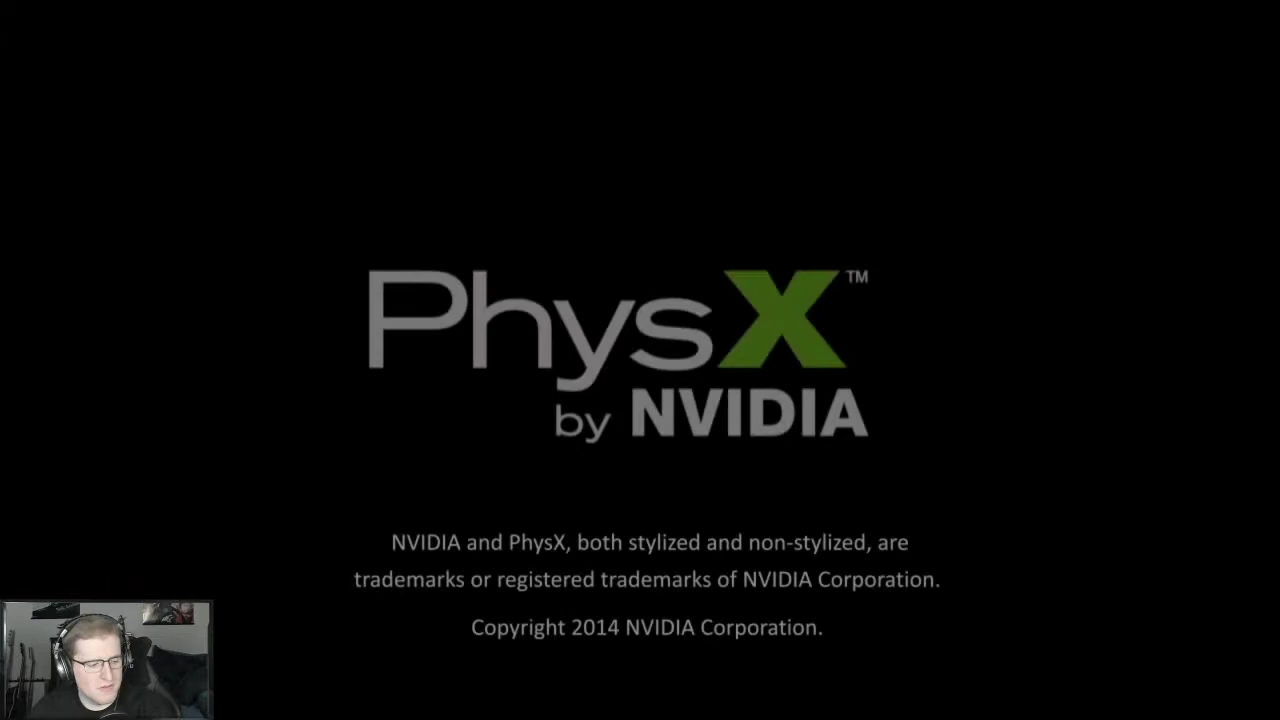 PhysX™
by NVIDIA
NVIDIA and PhysX, both stylized and non-stylized, are
trademarks or registered trademarks of NVIDIA Corporation.
Copyright 2014 NVIDIA Corporation.